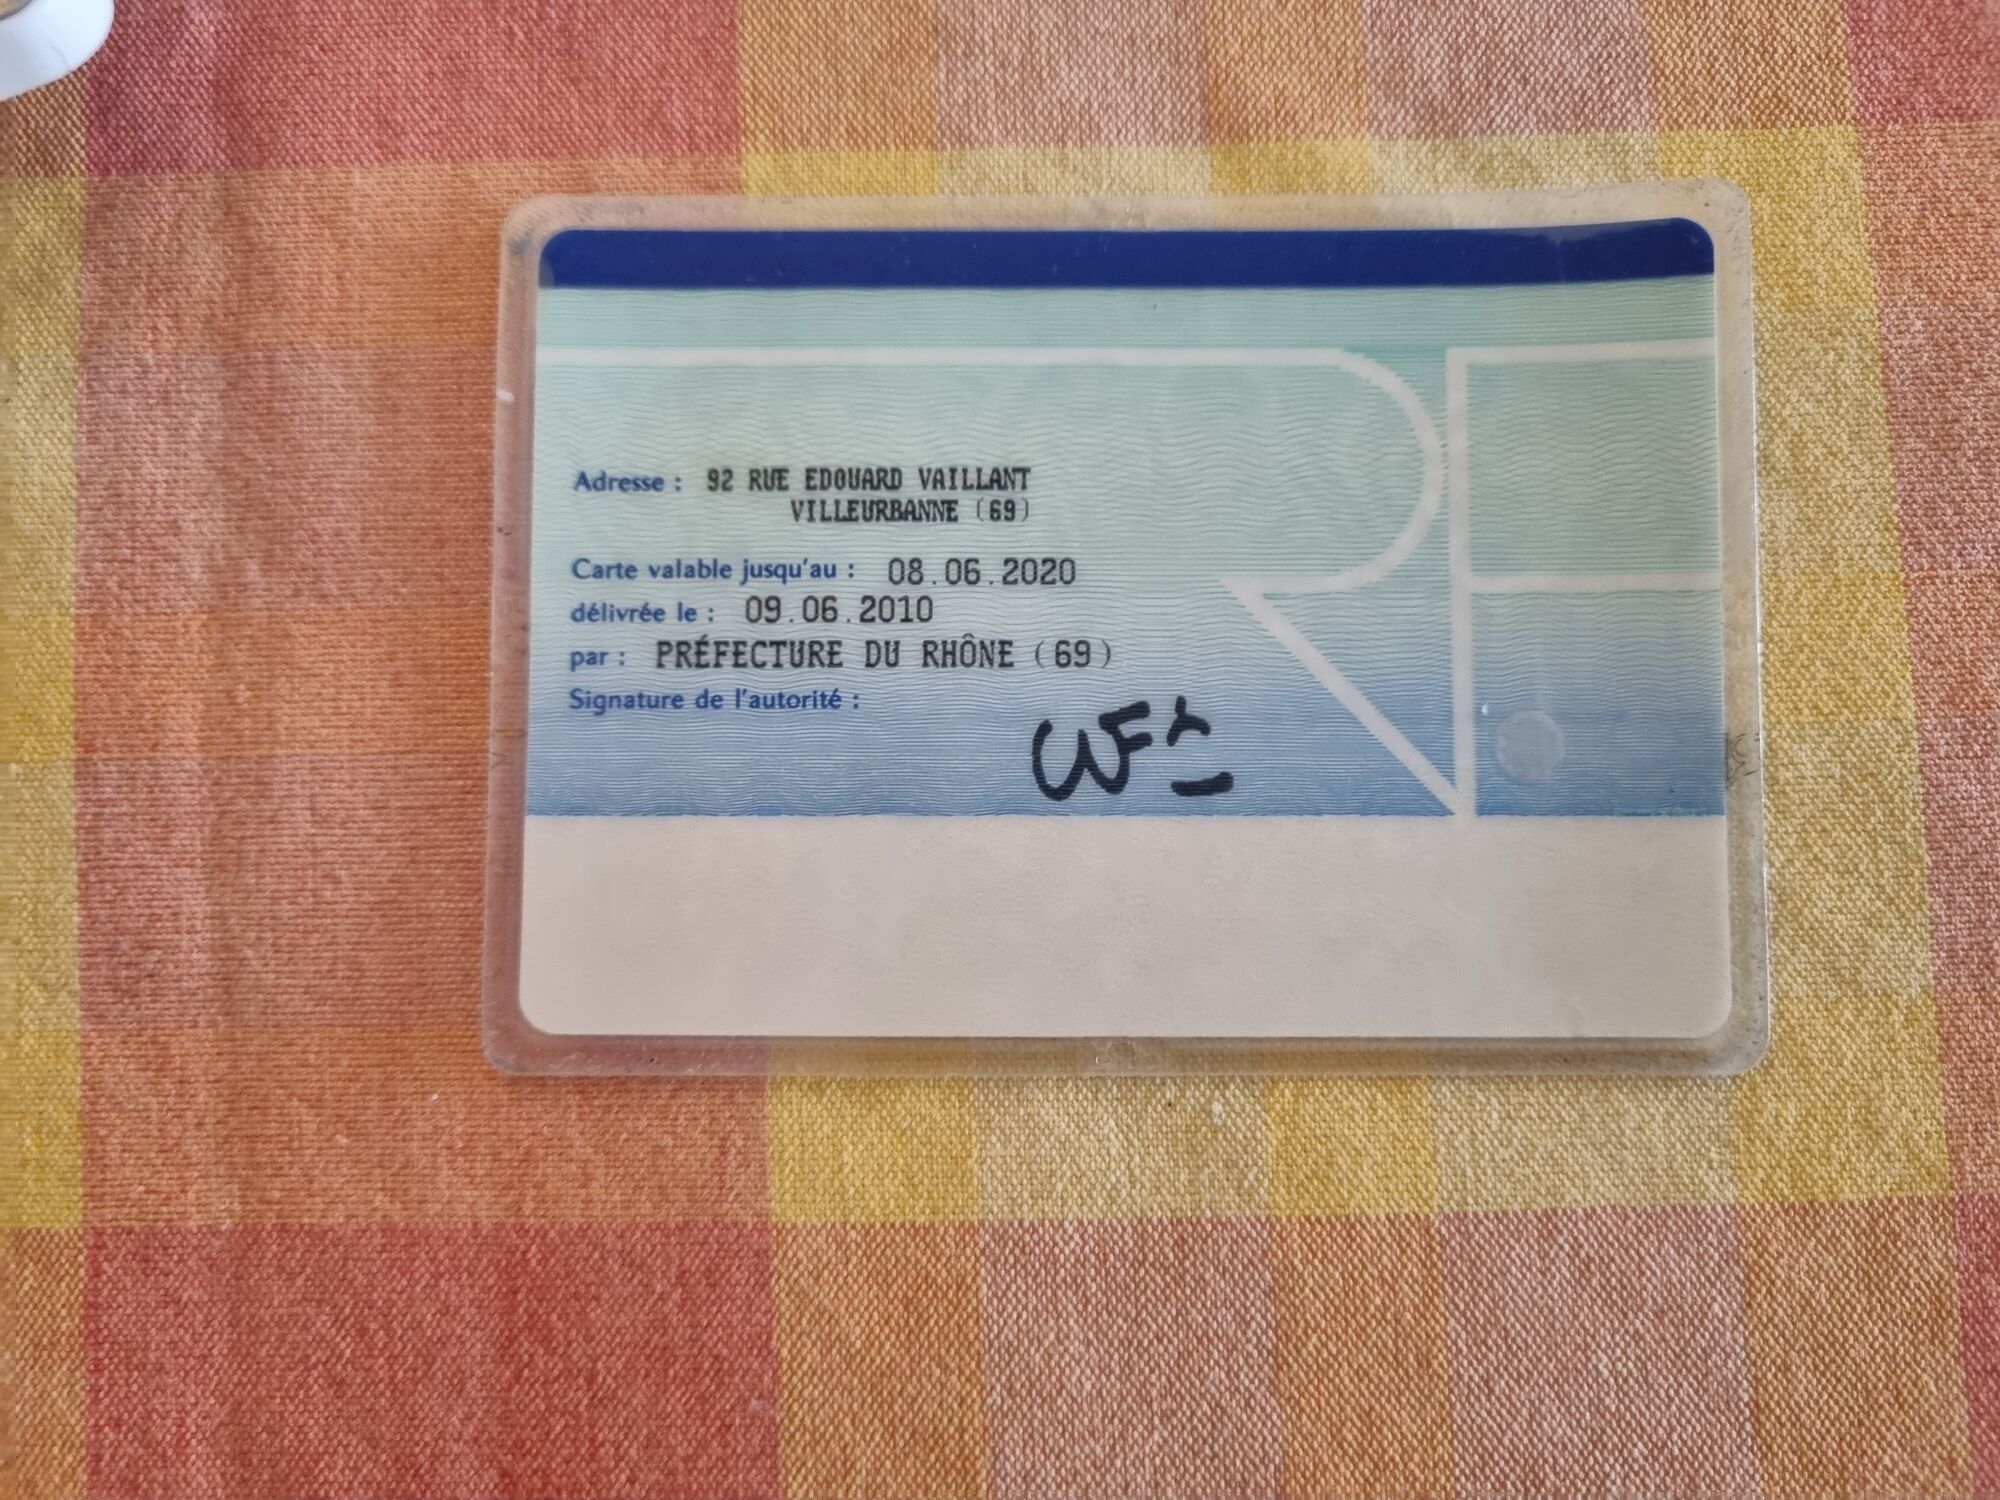 Adresse : 92 RUE EDOUARD VAILLANT
VILLEURBANNE (69)
Carte valable jusqu'au : 08.06.2020
délivrée le : 09.06.2010
par : PRÉFECTURE DU RHÔNE (69)
Signature de l'autorité :
RF